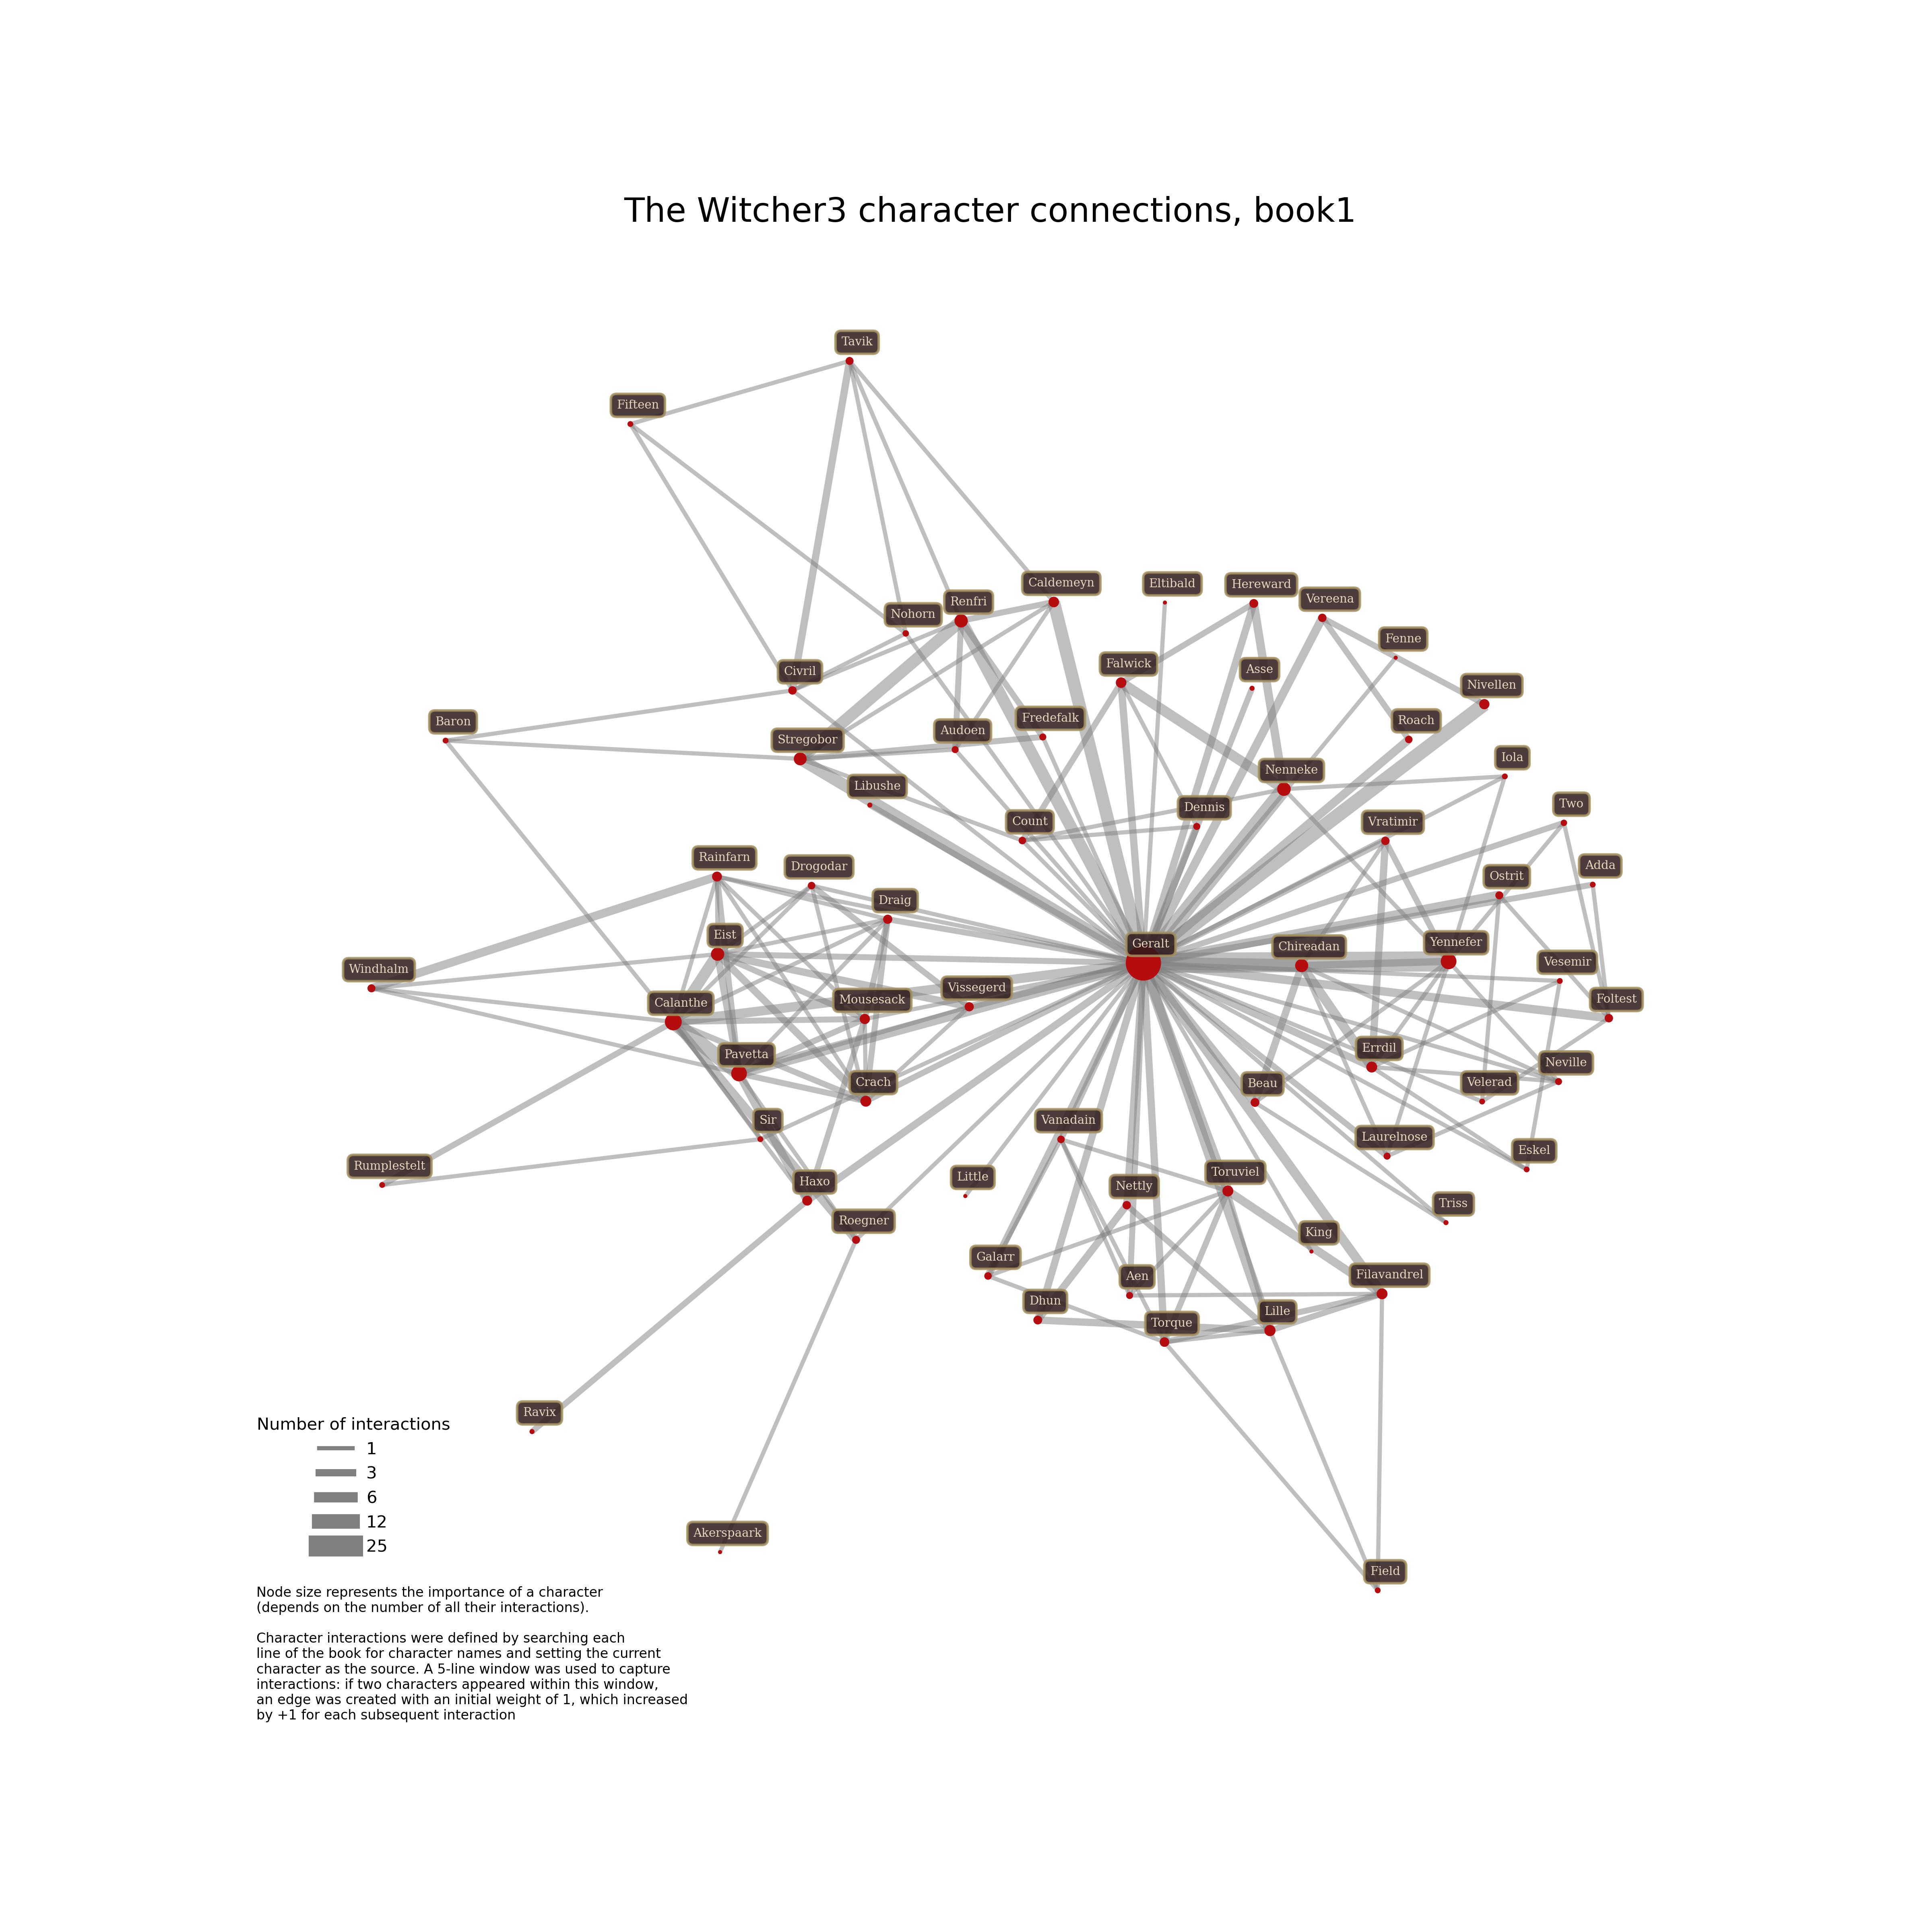 The Witcher3 character connections, book1
Tavik
Fifteen
Caldemeyn
Eltibald
Hereward
Vereena
Renfri
Nohorn
Fenne
Falwick
Asse
Civril
Nivellen
Baron
Fredefalk
Roach
Audoen
Stregobor
Iola
Nenneke
Libushe
Two
Dennis
Count
Vratimir
Rainfarn
Drogodar
Adda
Ostrit
Draig
Eist
Geralt
Chireadan
Yennefer
Vesemir
Windhalm
Vissegerd
Calanthe
Mousesack
Foltest
Pavetta
Errdil
Neville
Crach
Beau
Velerad
Sir
Vanadain
Laurelnose
Eskel
Rumplestelt
Toruviel
Little
Haxo
Nettly
Triss
Roegner
King
Galarr
Aen
Filavandrel
Dhun
Lille
Torque
Ravix
Akerspaark
Field
Number of interactions
1
3
6
12
25
Node size represents the importance of a character
(depends on the number of all their interactions).
Character interactions were defined by searching each
line of the book for character names and setting the current
character as the source. A 5-line window was used to capture
interactions: if two characters appeared within this window,
an edge was created with an initial weight of 1, which increased
by +1 for each subsequent interaction